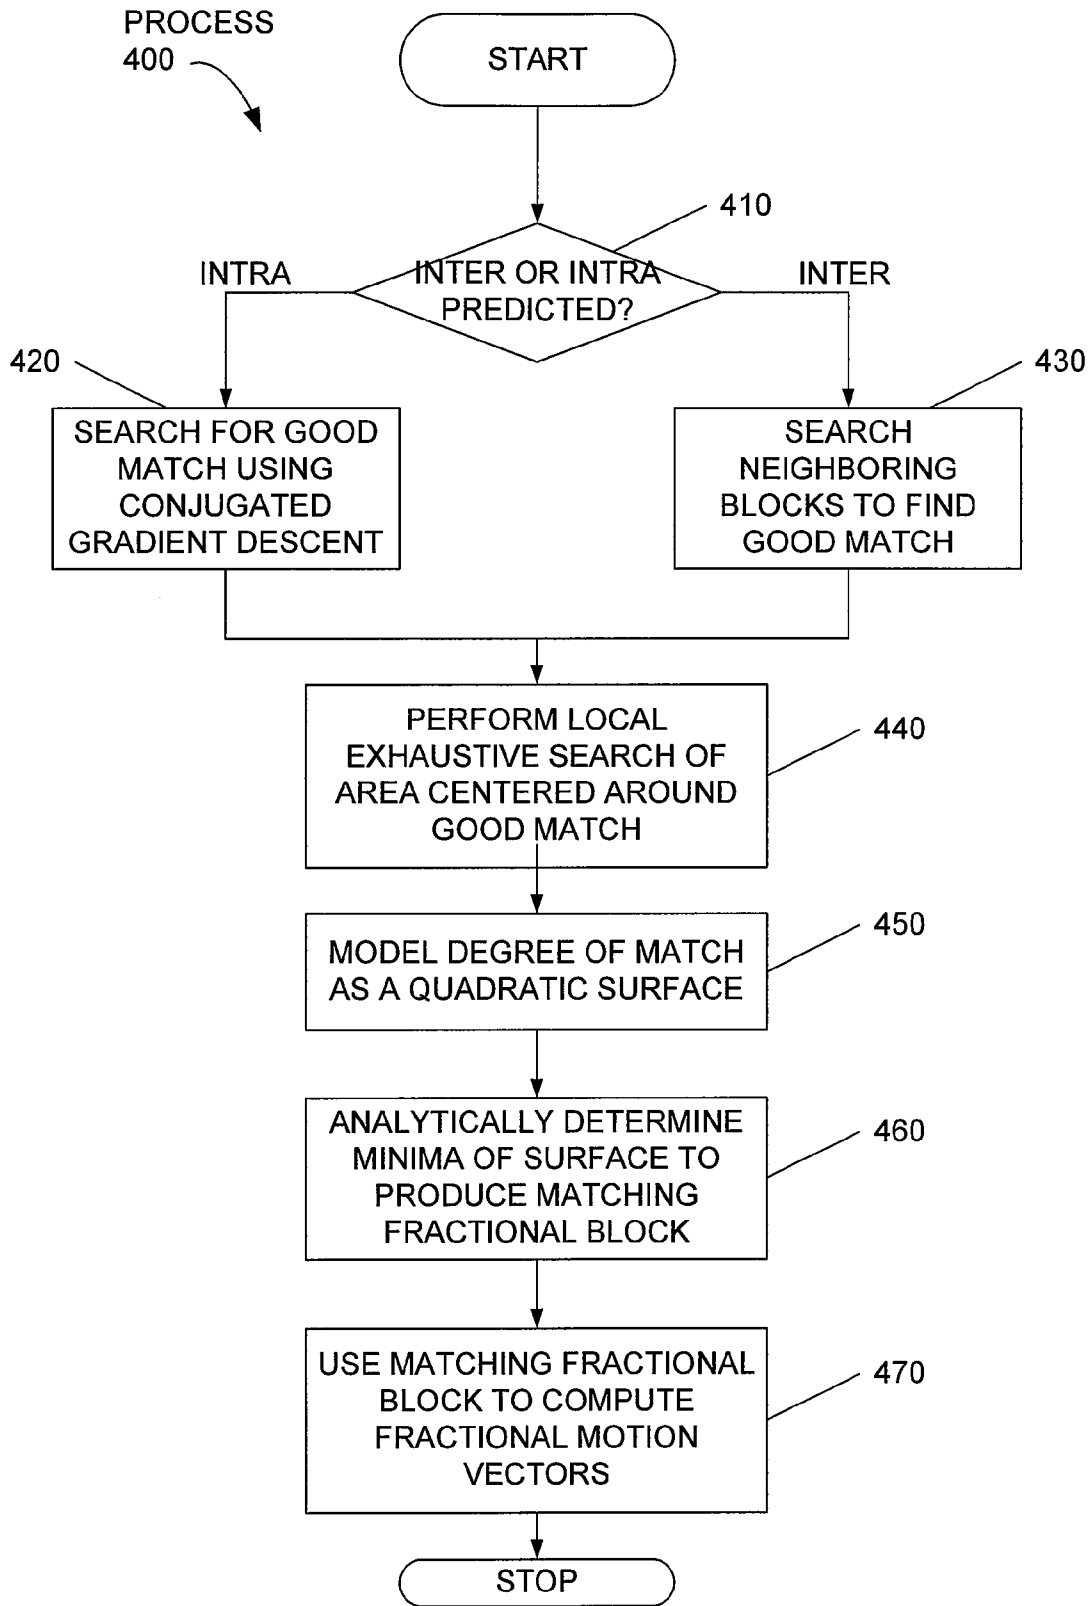 PROCESS
400
START
410
INTRA
INTER OR INTRA
PREDICTED?
INTER
420
430
SEARCH FOR GOOD
MATCH USING
CONJUGATED
GRADIENT DESCENT
SEARCH
NEIGHBORING
BLOCKS TO FIND
GOOD MATCH
PERFORM LOCAL
EXHAUSTIVE SEARCH OF
AREA CENTERED AROUND
GOOD MATCH
440
MODEL DEGREE OF MATCH
AS A QUADRATIC SURFACE
450
ANALYTICALLY DETERMINE
MINIMA OF SURFACE TO
PRODUCE MATCHING
FRACTIONAL BLOCK
460
USE MATCHING FRACTIONAL
BLOCK TO COMPUTE
FRACTIONAL MOTION
VECTORS
470
STOP